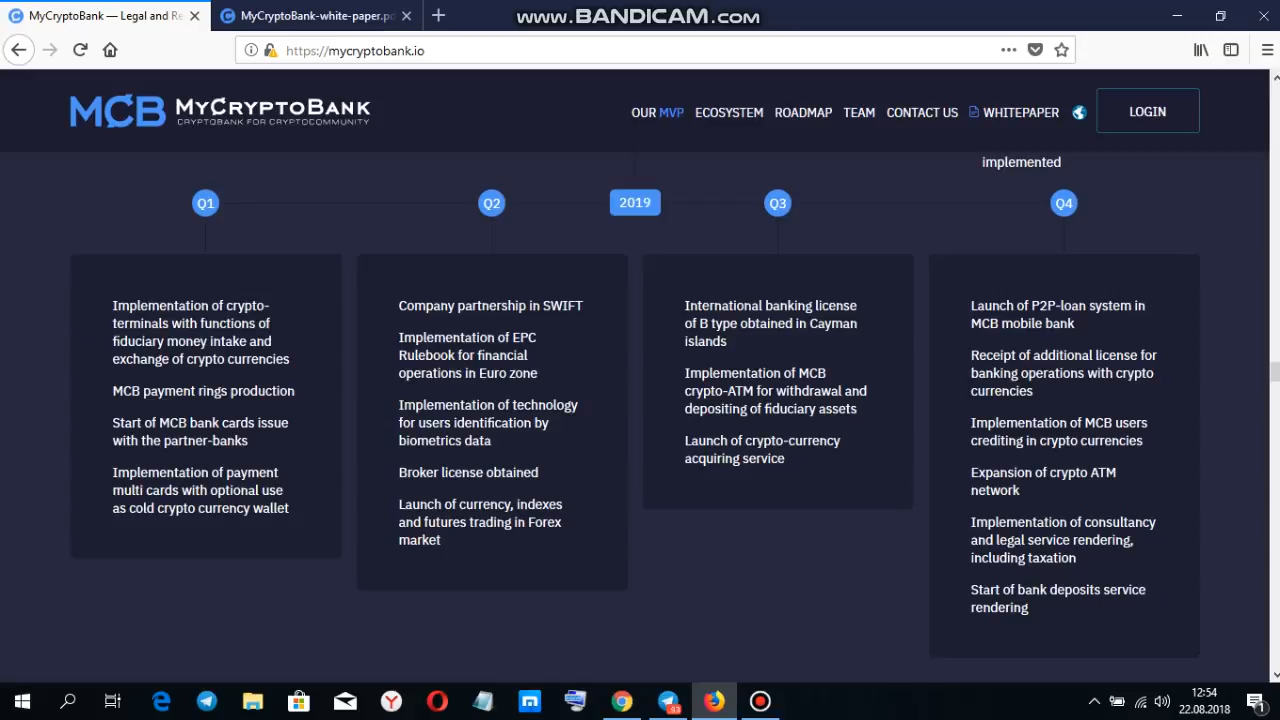 MyCryptoBank — Legal and Re
MyCryptoBank-white-paper.pd
www.BANDICAM.com
https://mycryptobank.io
MCB MYCRYPTOBANK
CRYPTOBANK FOR CRYPTOCOMMUNITY
OUR MVP ECOSYSTEM ROADMAP TEAM CONTACT US WHITEPAPER LOGIN
implemented
Q1 Q2 2019 Q3 Q4
Implementation of crypto-
terminals with functions of
fiduciary money intake and
exchange of crypto currencies
MCB payment rings production
Start of MCB bank cards issue
with the partner-banks
Implementation of payment
multi cards with optional use
as cold crypto currency wallet
Company partnership in SWIFT
Implementation of EPC
Rulebook for financial
operations in Euro zone
Implementation of technology
for users identification by
biometrics data
Broker license obtained
Launch of currency, indexes
and futures trading in Forex
market
International banking license
of B type obtained in Cayman
islands
Implementation of MCB
crypto-ATM for withdrawal and
depositing of fiduciary assets
Launch of crypto-currency
acquiring service
Launch of P2P-loan system in
MCB mobile bank
Receipt of additional license for
banking operations with crypto
currencies
Implementation of MCB users
crediting in crypto currencies
Expansion of crypto ATM
network
Implementation of consultancy
and legal service rendering,
including taxation
Start of bank deposits service
rendering
12:54
22.08.2018